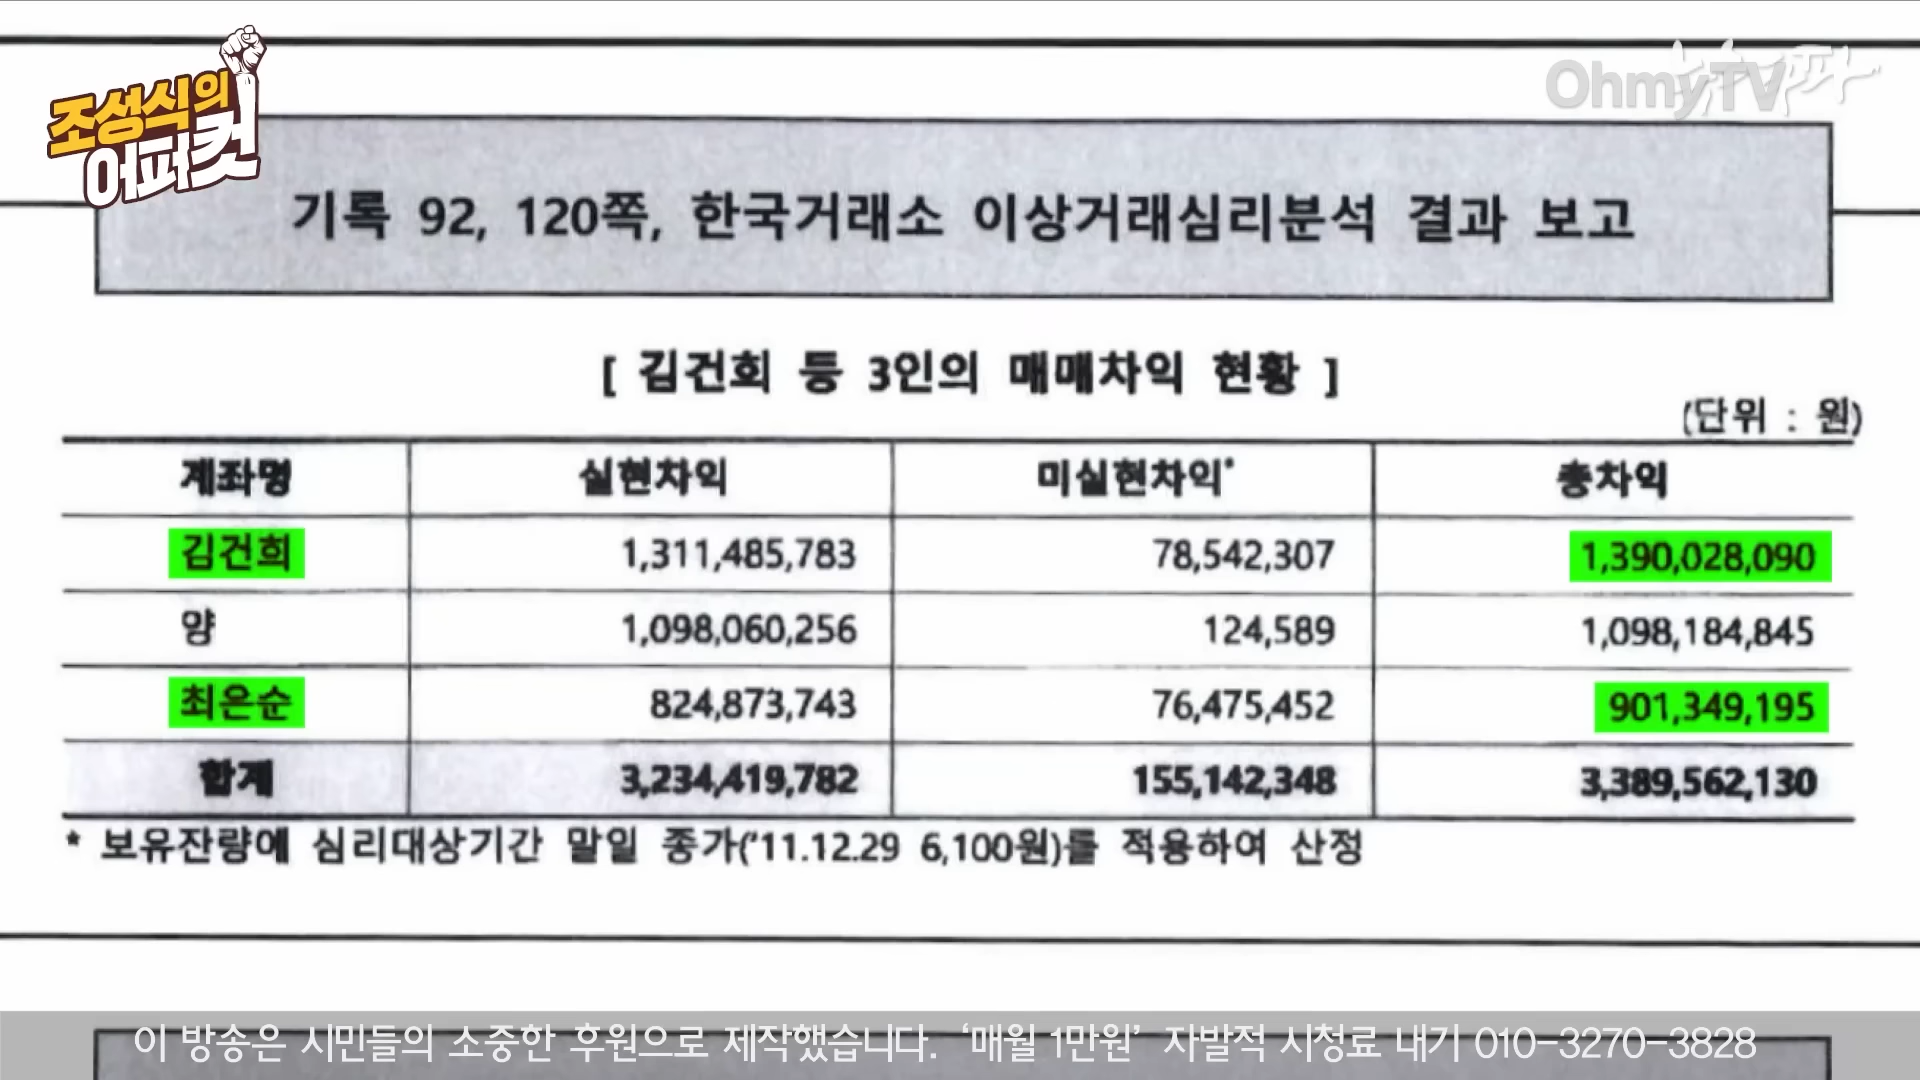 조성식의
어퍼컷
OhmyTV
기록 92, 120쪽, 한국거래소 이상거래심리분석 결과 보고
[ 김건희 등 3인의 매매차익 현황 ]
(단위 : 원)
계좌명 실현차익 미실현차익* 총차익
김건희 1,311,485,783 78,542,307 1,390,028,090
양 1,098,060,256 124,589 1,098,184,845
최은순 824,873,743 76,475,452 901,349,195
합계 3,234,419,782 155,142,348 3,389,562,130
* 보유잔량에 심리대상기간 말일 종가('11.12.29 6,100원)를 적용하여 산정
이 방송은 시민들의 소중한 후원으로 제작했습니다. ‘매월 1만원’ 자발적 시청료 내기 010-3270-3828